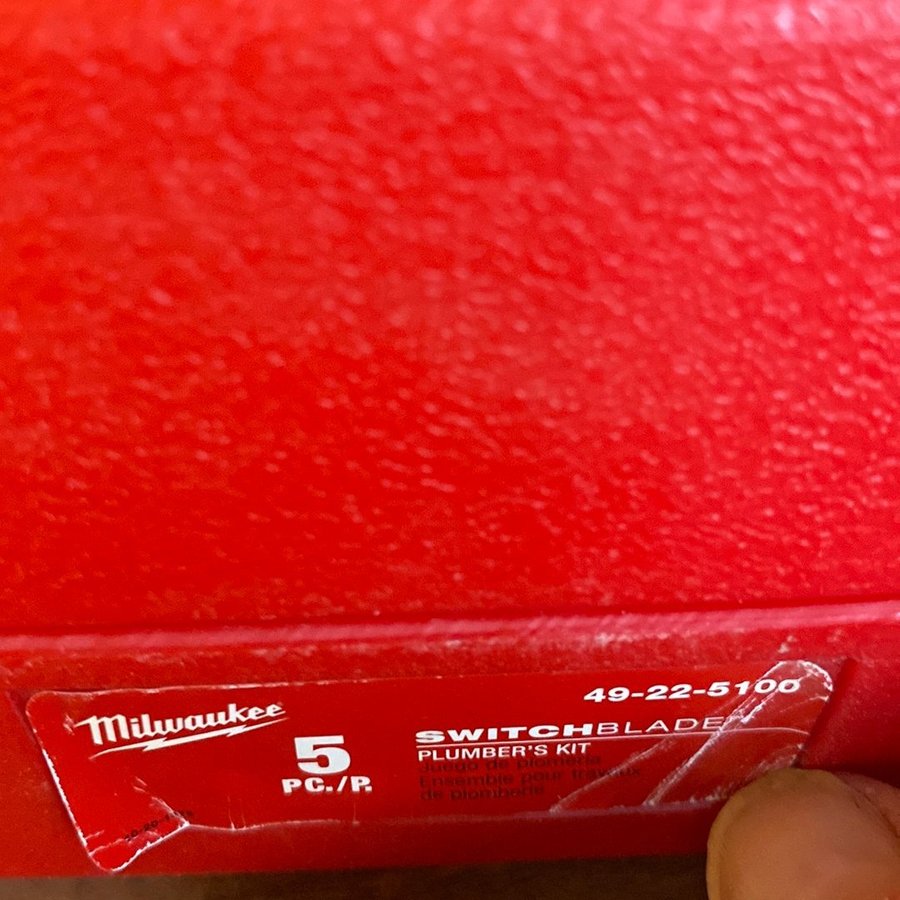 Milwaukee
5
PC./P.
49-22-5100
SWITCHBLADE
PLUMBER'S KIT
Juego de plomería
Ensemble pour travaux
de plomberie